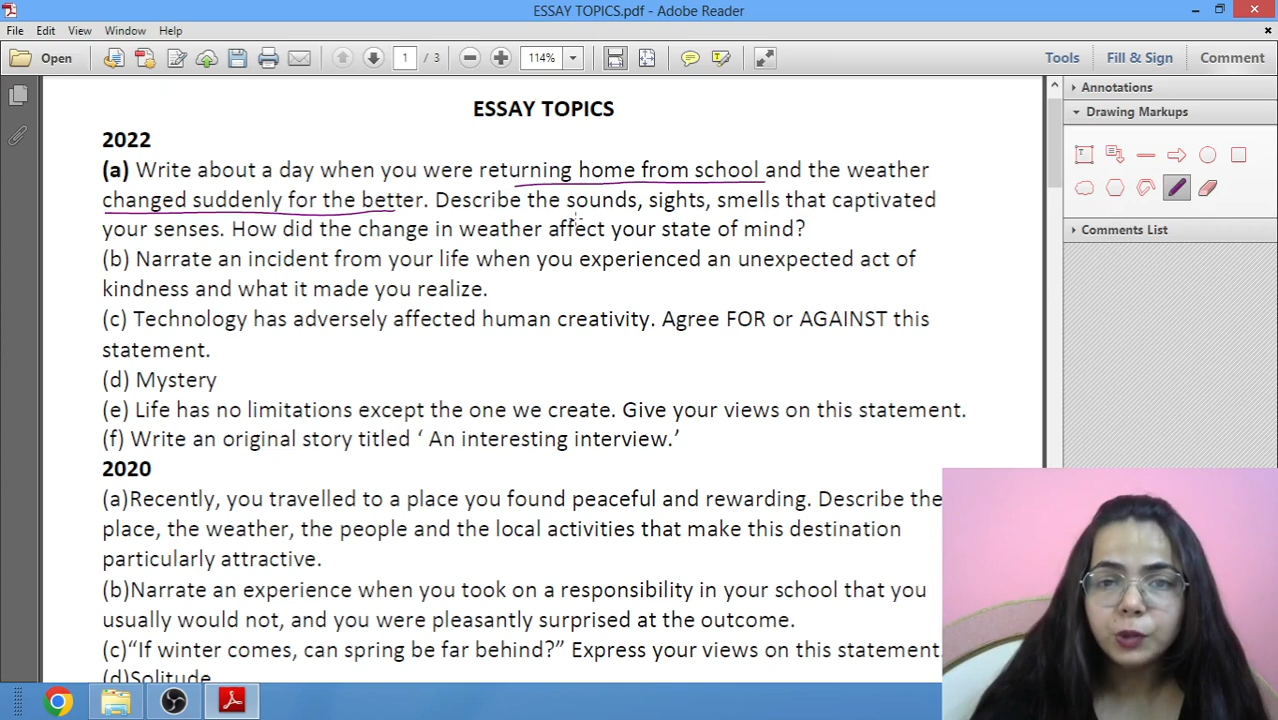 ESSAY TOPICS.pdf - Adobe Reader
File Edit View Window Help
Open 1 / 3 114% Tools Fill & Sign Comment
Annotations
Drawing Markups
Comments List
ESSAY TOPICS
2022
(a) Write about a day when you were returning home from school and the weather
changed suddenly for the better. Describe the sounds, sights, smells that captivated
your senses. How did the change in weather affect your state of mind?
(b) Narrate an incident from your life when you experienced an unexpected act of
kindness and what it made you realize.
(c) Technology has adversely affected human creativity. Agree FOR or AGAINST this
statement.
(d) Mystery
(e) Life has no limitations except the one we create. Give your views on this statement.
(f) Write an original story titled ‘ An interesting interview.’
2020
(a)Recently, you travelled to a place you found peaceful and rewarding. Describe the
place, the weather, the people and the local activities that make this destination
particularly attractive.
(b)Narrate an experience when you took on a responsibility in your school that you
usually would not, and you were pleasantly surprised at the outcome.
(c)“If winter comes, can spring be far behind?” Express your views on this statement.
(d)Solitude